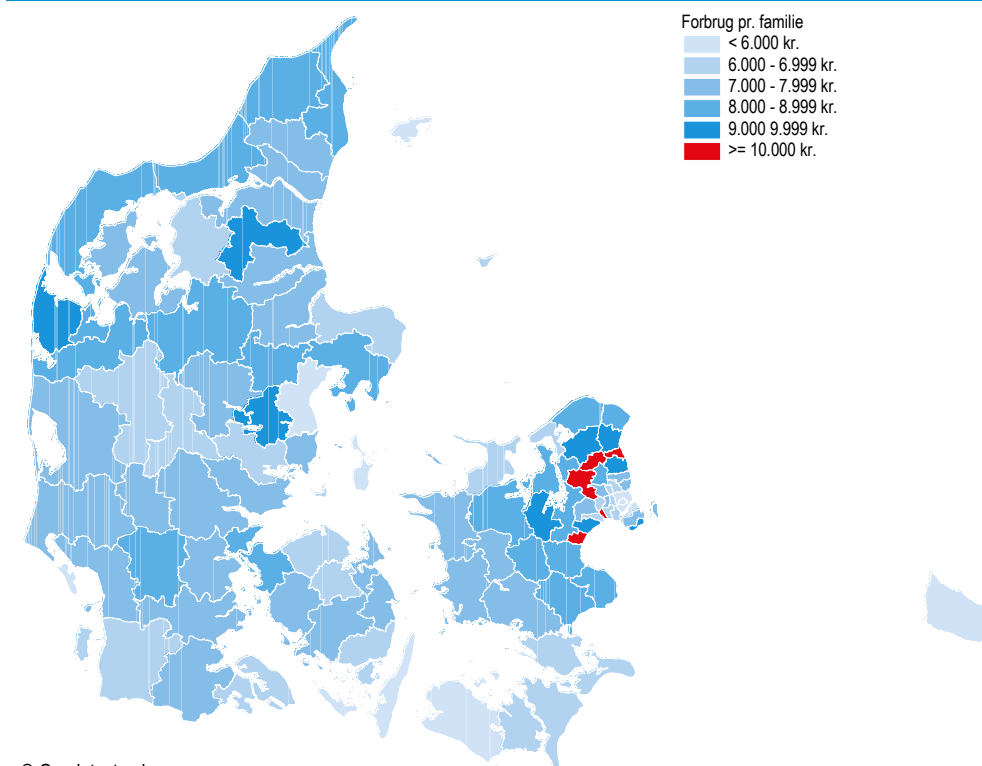 Forbrug pr. familie
< 6.000 kr.
6.000 - 6.999 kr.
7.000 - 7.999 kr.
8.000 - 8.999 kr.
9.000 9.999 kr.
>= 10.000 kr.